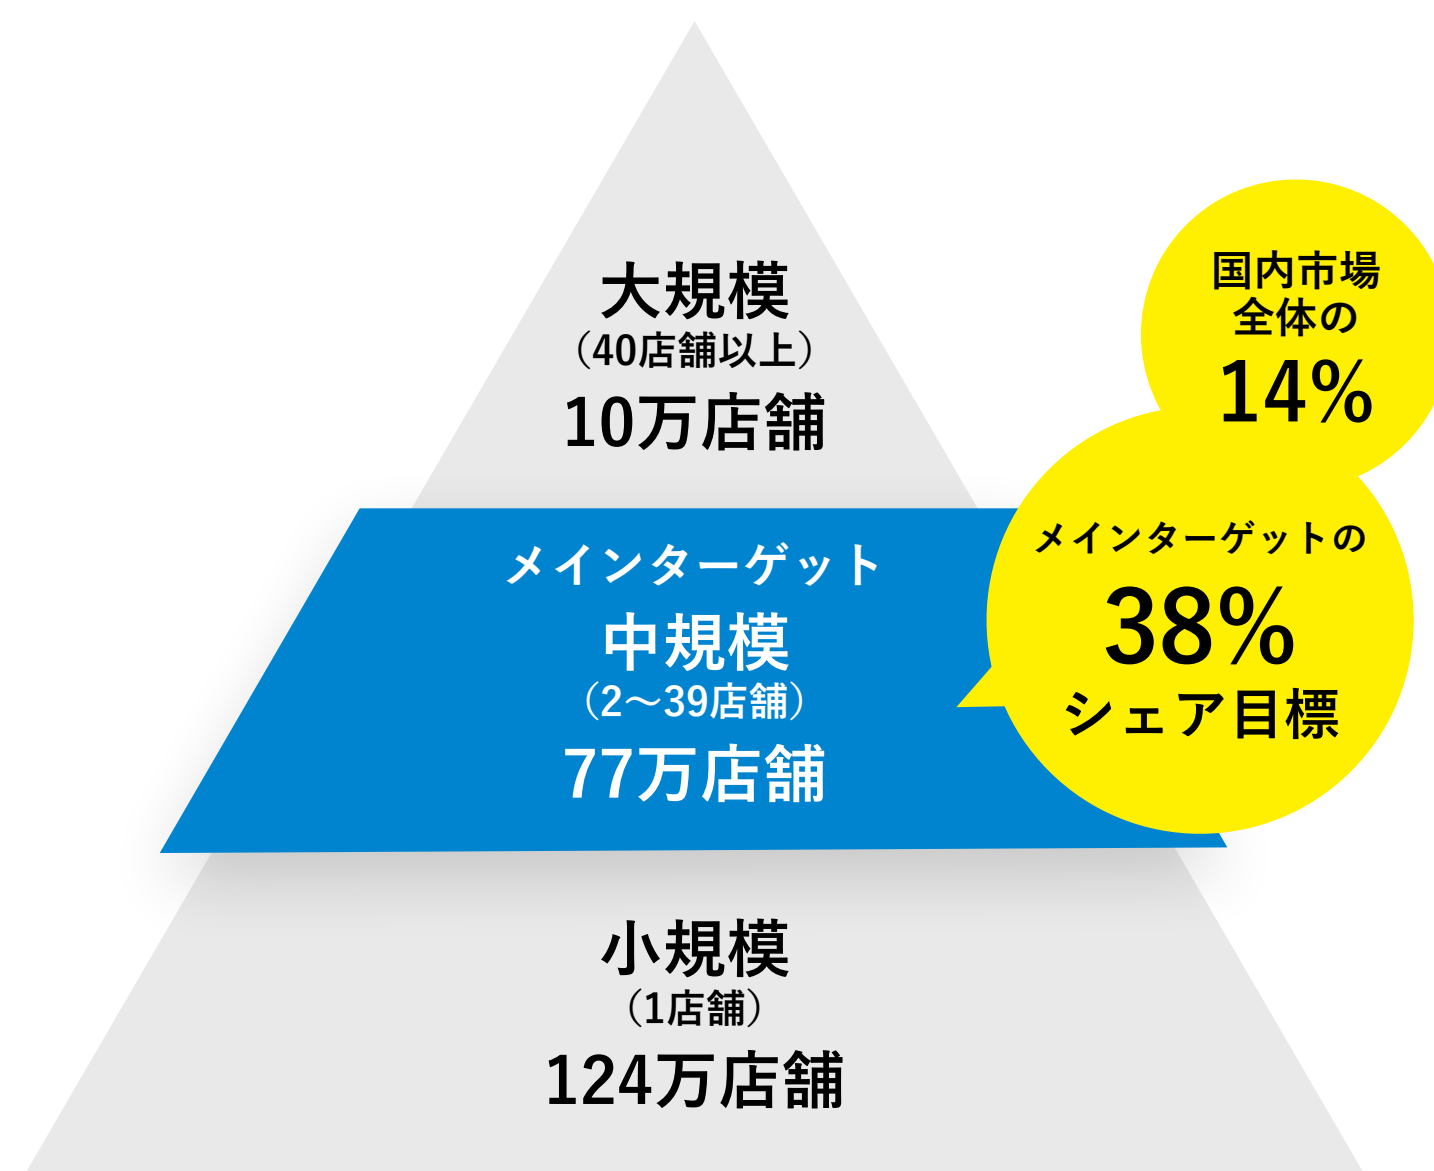 大規模
（40店舗以上）
10万店舗
メインターゲット
中規模
（2〜39店舗）
77万店舗
小規模
（1店舗）
124万店舗
国内市場
全体の
14%
メインターゲットの
38%
シェア目標